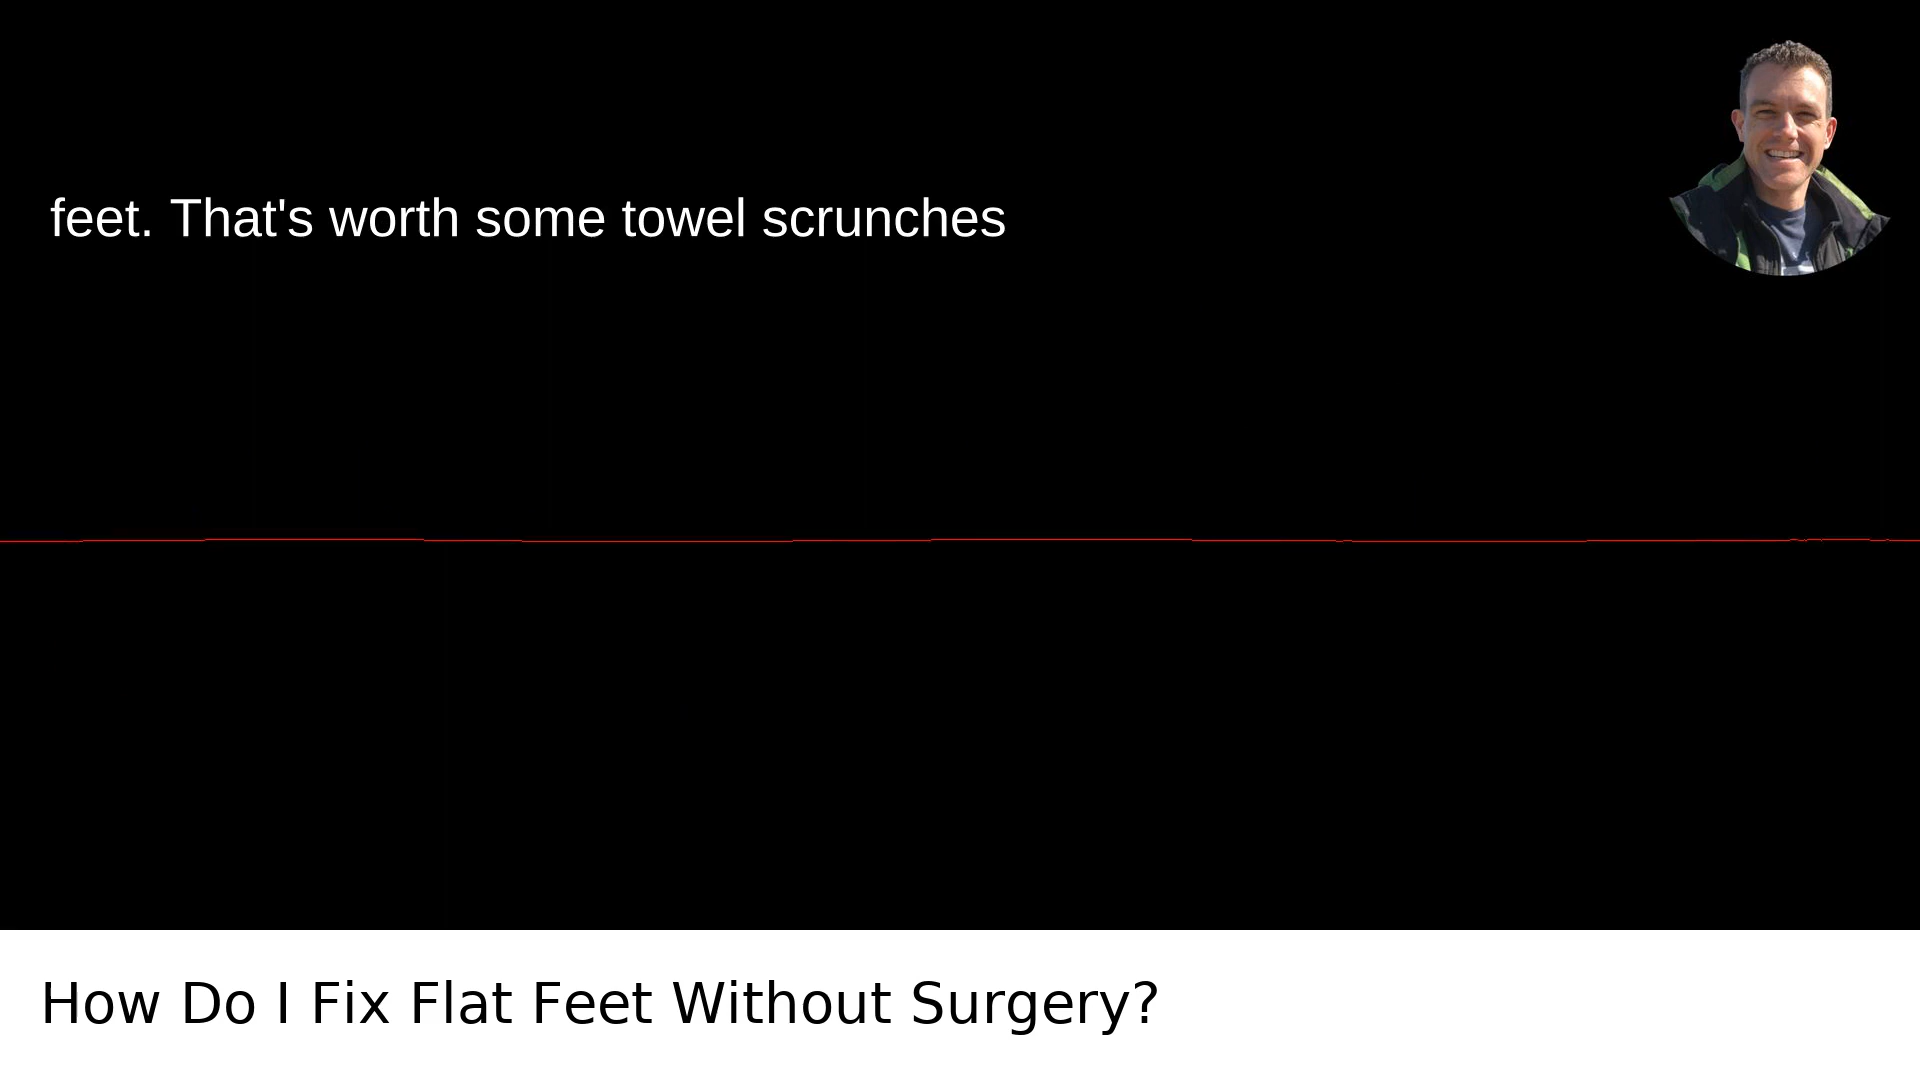 feet. That's worth some towel scrunches
How Do I Fix Flat Feet Without Surgery?